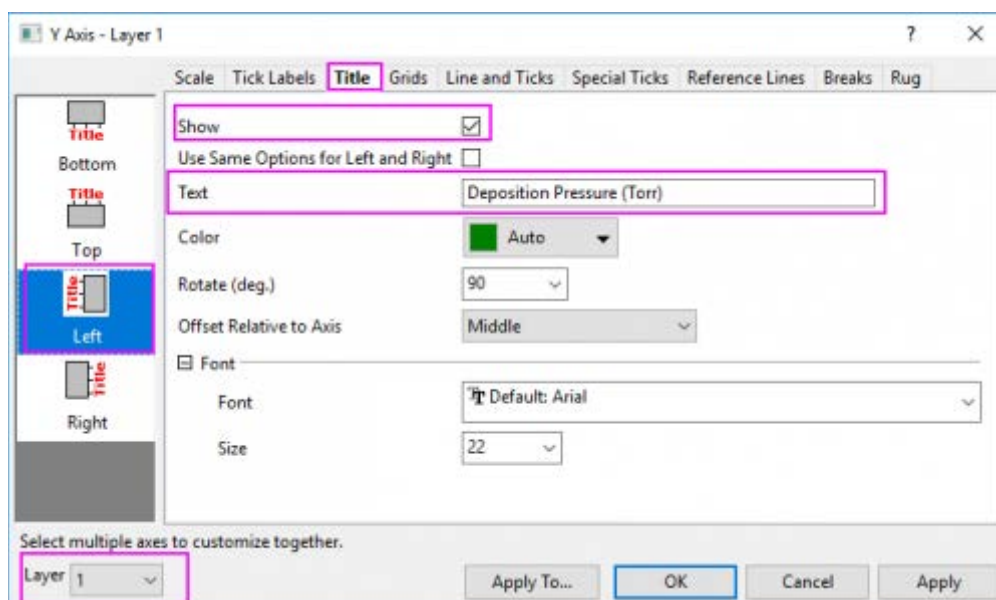 Y Axis - Layer 1
?
Scale Tick Labels Title Grids Line and Ticks Special Ticks Reference Lines Breaks Rug
Title
Bottom
Title
Top
Title
Left
Title
Right
Show
Use Same Options for Left and Right
Text Deposition Pressure (Torr)
Color Auto
Rotate (deg.) 90
Offset Relative to Axis Middle
Font
Font Default: Arial
Size 22
Select multiple axes to customize together.
Layer 1
Apply To... OK Cancel Apply